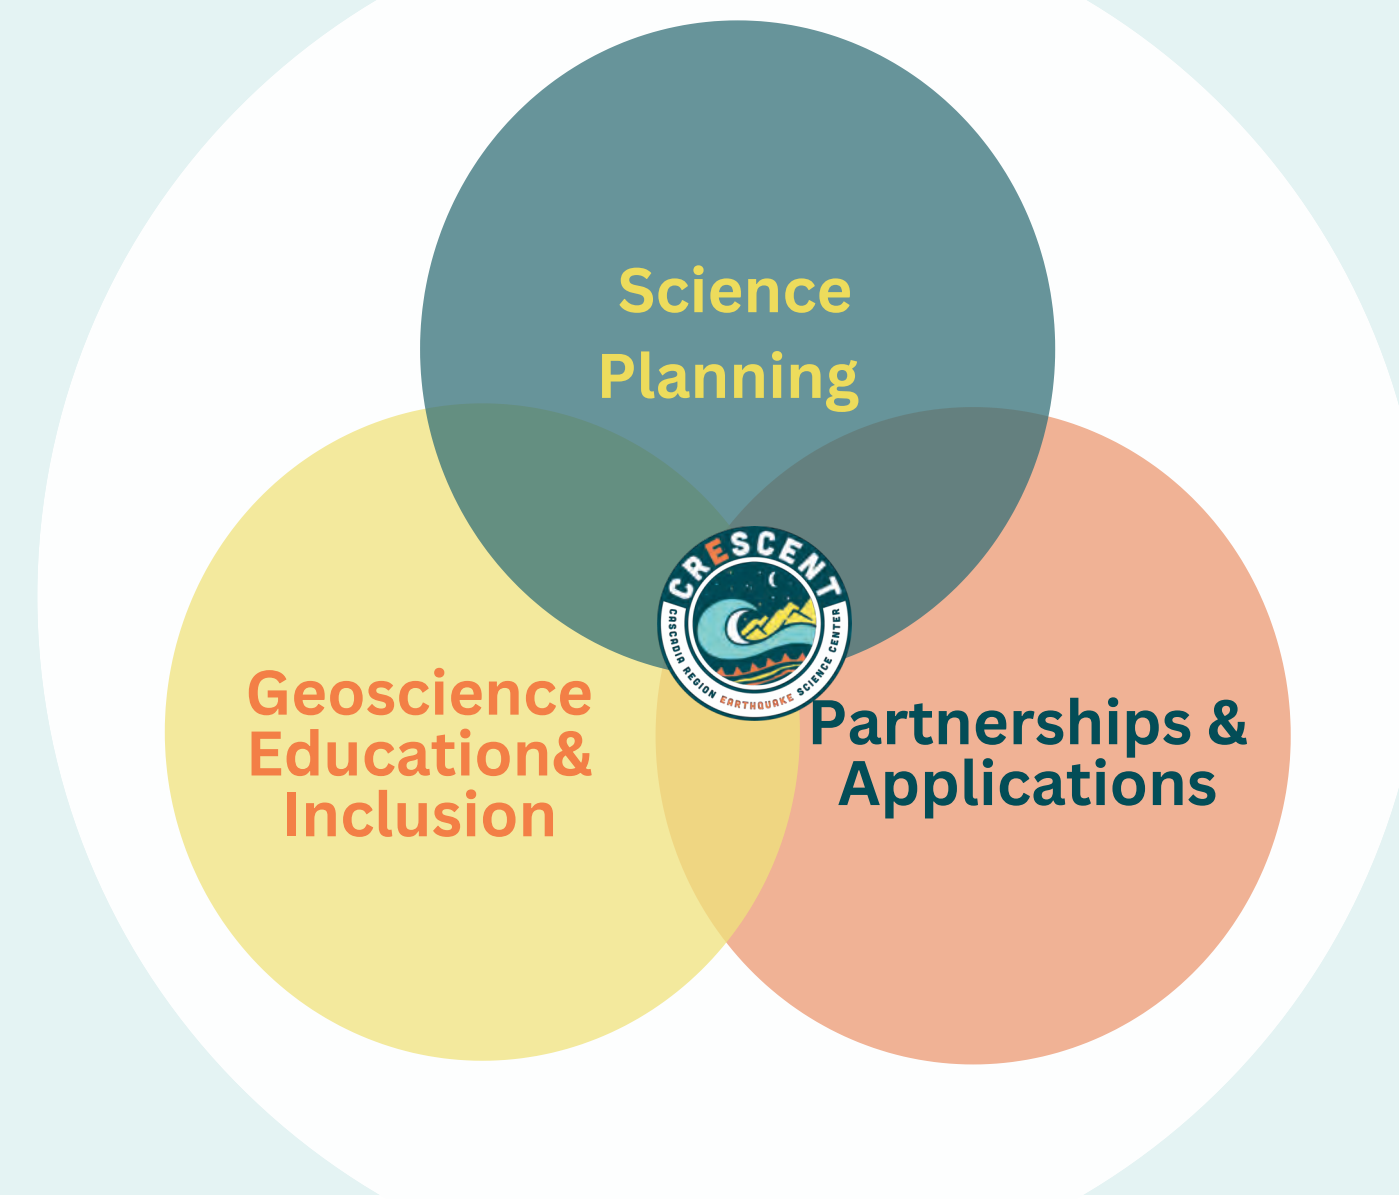 Science
Planning
CRESCENT
CASCADIA REGION EARTHQUAKE SCIENCE CENTER
Geoscience
Education&
Inclusion
Partnerships &
Applications